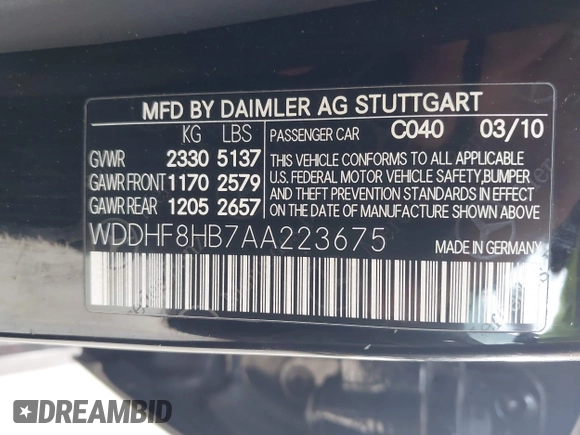 MFD BY DAIMLER AG STUTTGART
KG LBS PASSENGER CAR C040 03/10
GVWR 2330 5137 THIS VEHICLE CONFORMS TO ALL APPLICABLE
GAWR FRONT 1170 2579 U.S. FEDERAL MOTOR VEHICLE SAFETY,BUMPER
GAWR REAR 1205 2657 AND THEFT PREVENTION STANDARDS IN EFFECT
ON THE DATE OF MANUFACTURE SHOWN ABOVE
WDDHF8HB7AA223675 MADE IN GERMANY
DREAMBID